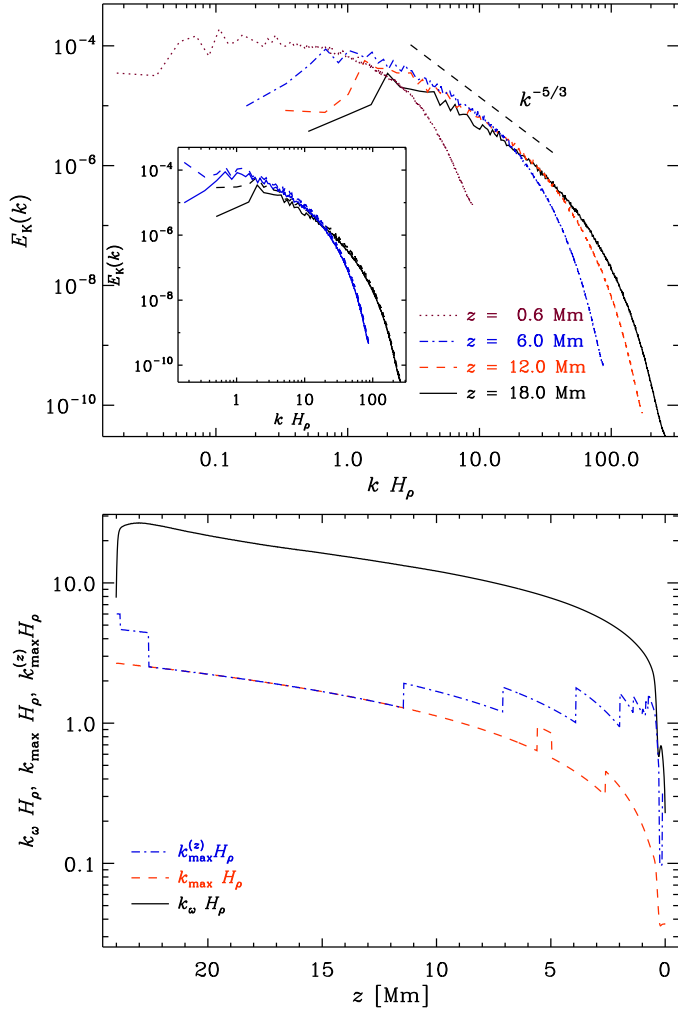 10⁻⁴
10⁻⁶
10⁻⁸
10⁻¹⁰
E_K(k)
k^{-5/3}
10⁻⁴
10⁻⁶
10⁻⁸
10⁻¹⁰
E_K(k)
1 10 100
k H_ρ
z = 0.6 Mm
z = 6.0 Mm
z = 12.0 Mm
z = 18.0 Mm
0.1 1.0 10.0 100.0
k H_ρ
10.0
1.0
0.1
k_ω H_ρ, k_max H_ρ, k_max^{(z)} H_ρ
k_max^{(z)} H_ρ
k_max H_ρ
k_ω H_ρ
20 15 10 5 0
z [Mm]